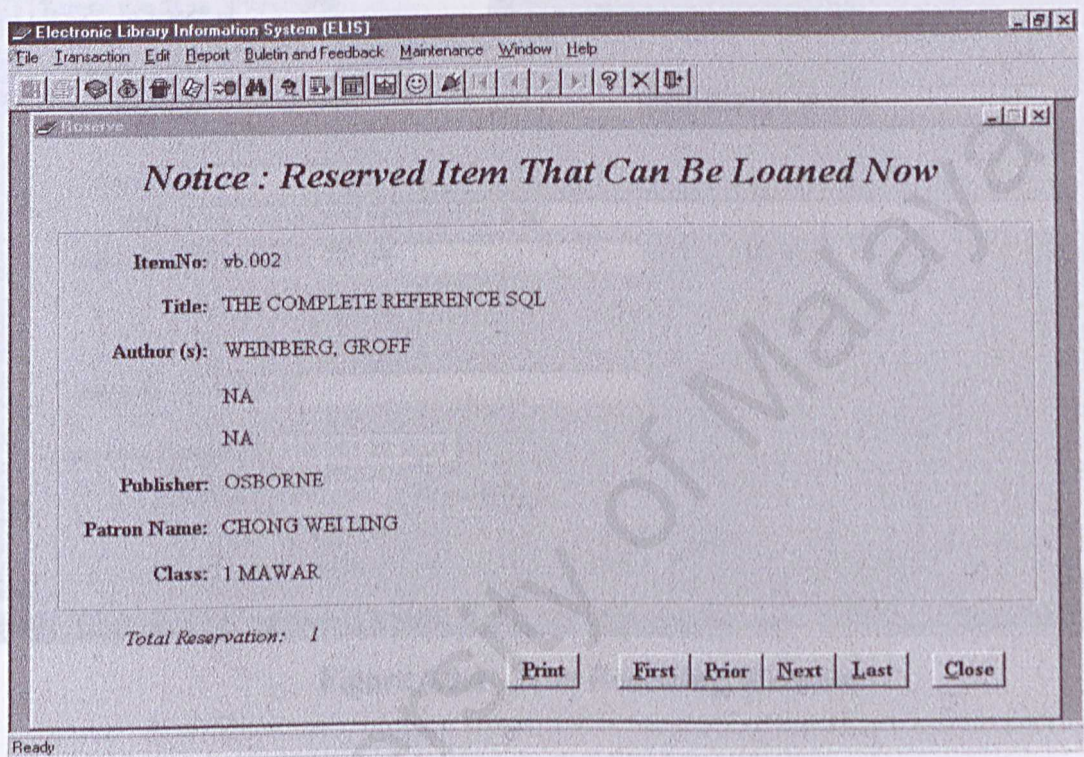 Electronic Library Information System [ELIS]
File Transaction Edit Report Buletin and Feedback Maintenance Window Help
Reserve
Notice : Reserved Item That Can Be Loaned Now
ItemNo: vb.002
Title: THE COMPLETE REFERENCE SQL
Author (s): WEINBERG, GROFF
NA
NA
Publisher: OSBORNE
Patron Name: CHONG WEI LING
Class: 1 MAWAR
Total Reservation: 1
Print First Prior Next Last Close
Ready
University of Malaya